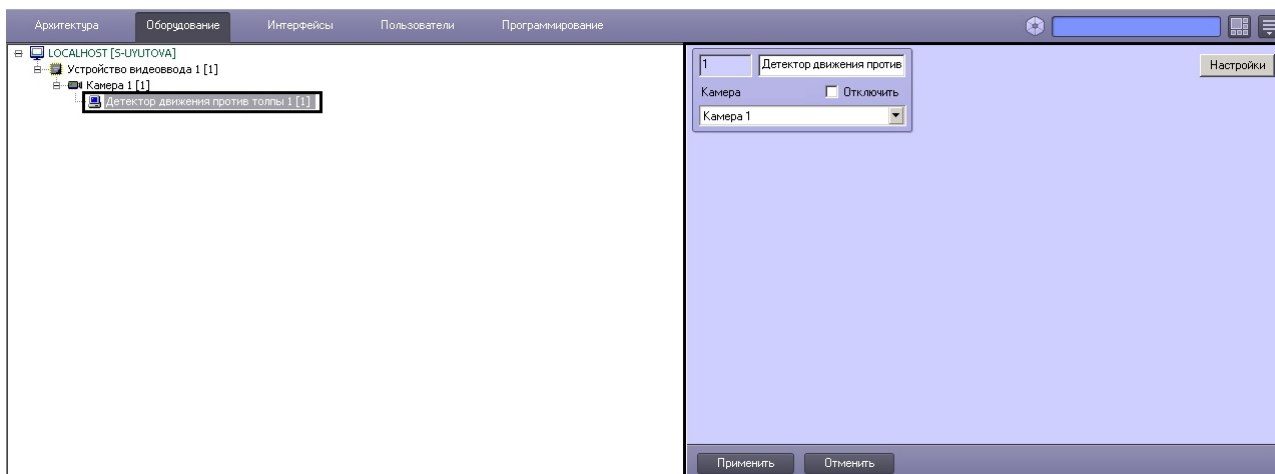 Архитектура Оборудование Интерфейсы Пользователи Программирование
LOCALHOST [S-UYUTOVA]
Устройство видеоввода 1 [1]
Камера 1 [1]
Детектор движения против толпы 1 [1]
1 Детектор движения против
Настройки
Камера Отключить
Камера 1
Применить Отменить